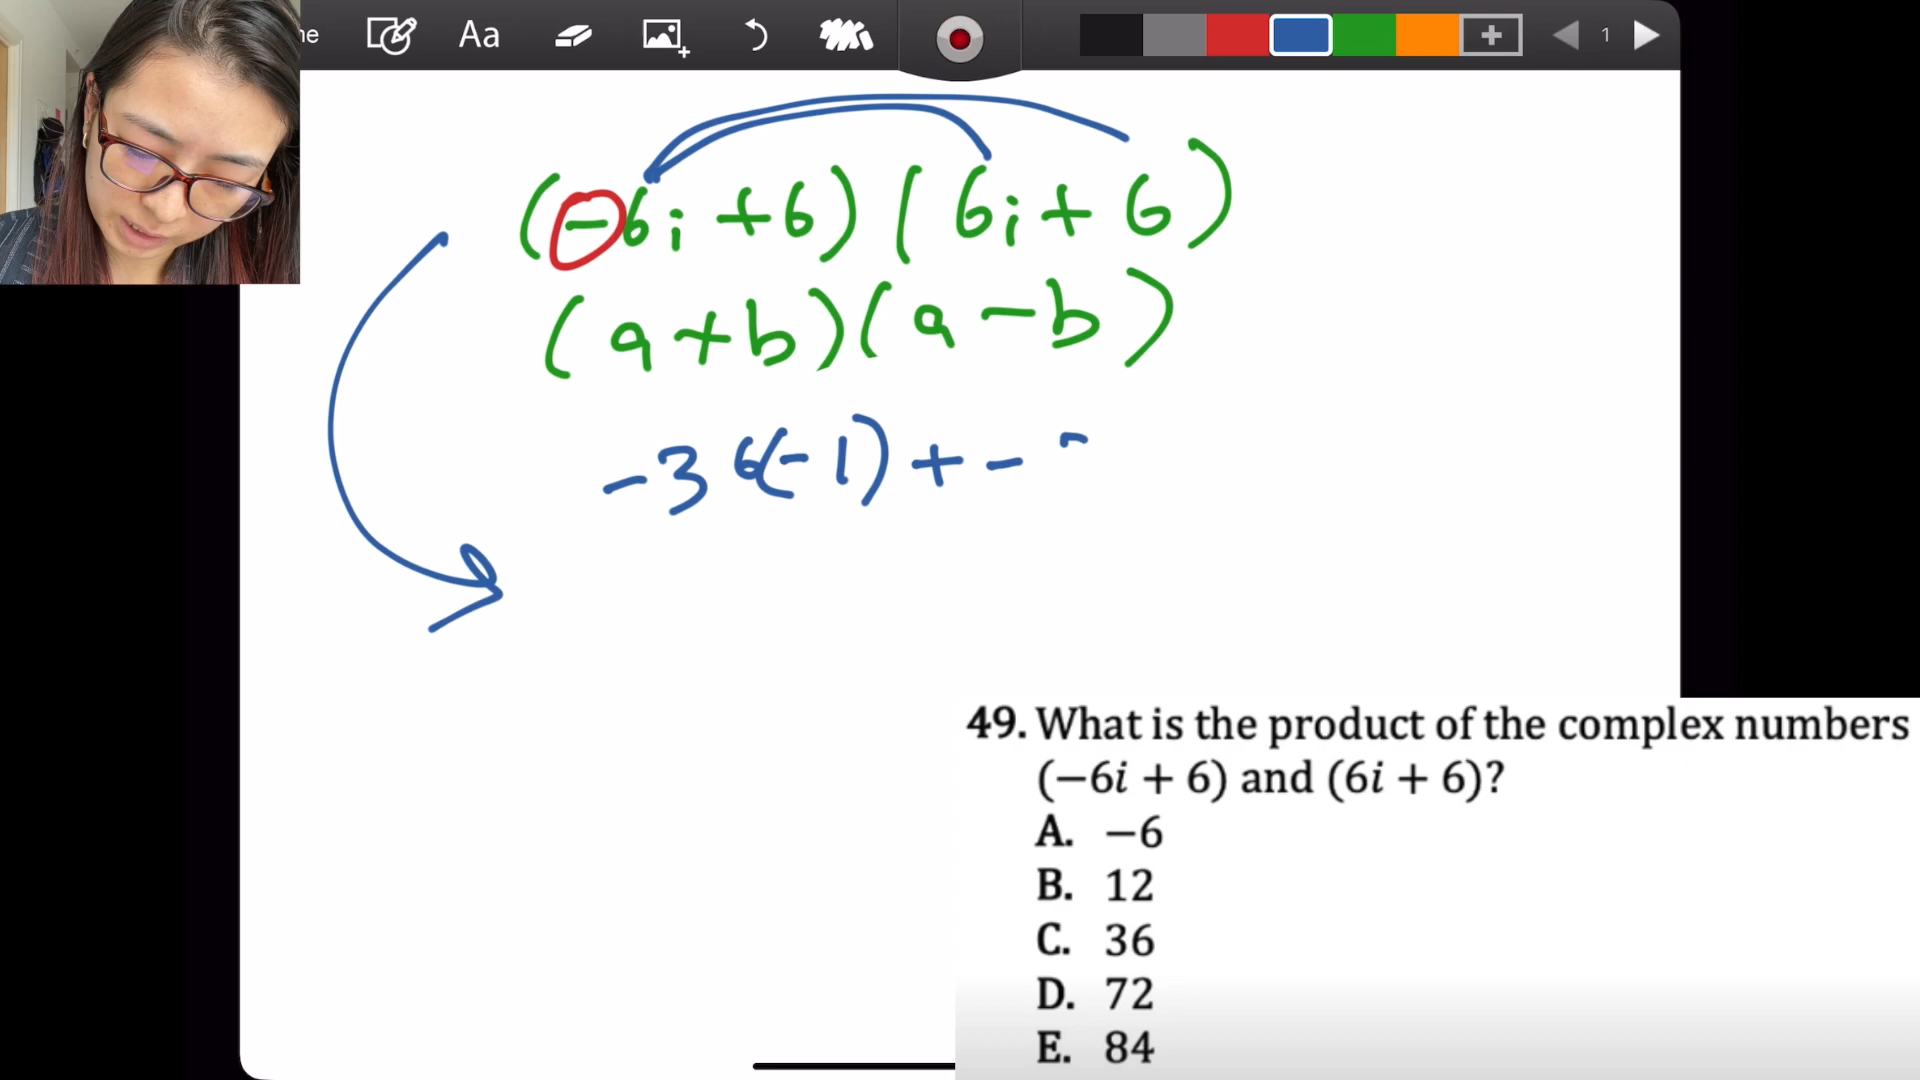 ne Aa 1
(-6i +6) (6i + 6)
(a+b)(a-b)
-36(-1) + -
49. What is the product of the complex numbers
(−6i + 6) and (6i + 6)?
A. −6
B. 12
C. 36
D. 72
E. 84